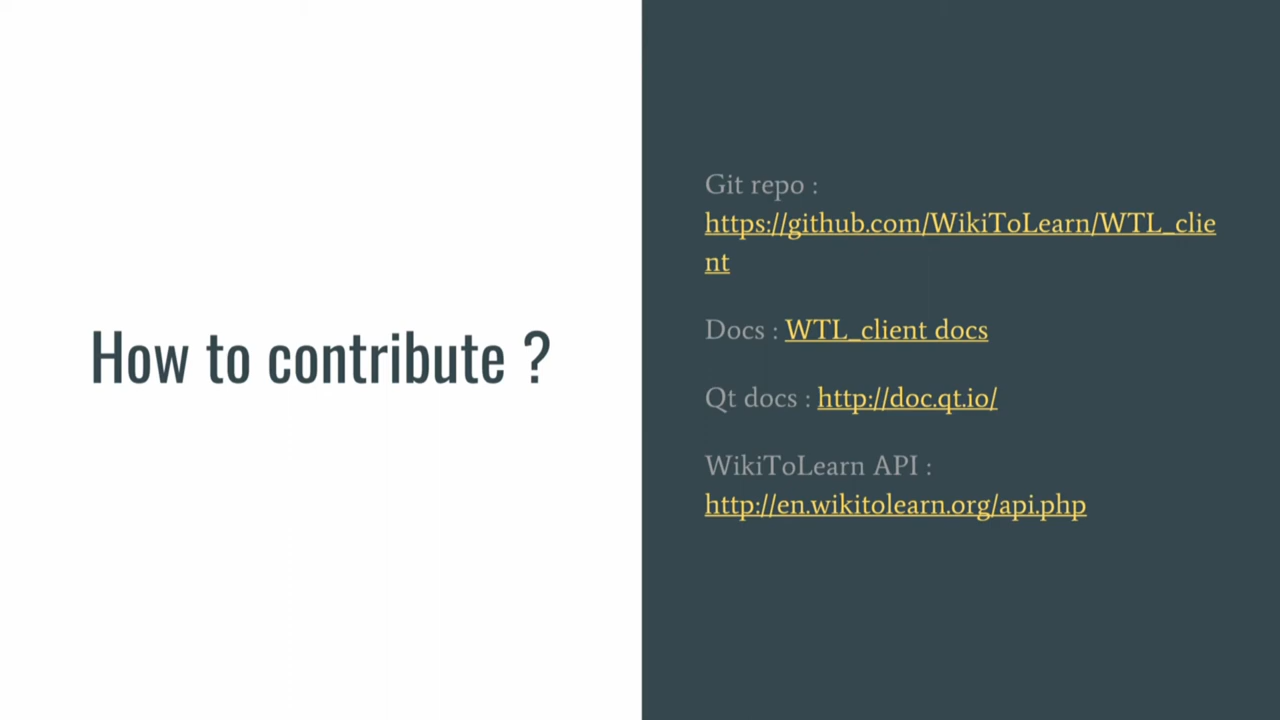 How to contribute ?
Git repo :
https://github.com/WikiToLearn/WTL_clie
nt
Docs : WTL_client docs
Qt docs : http://doc.qt.io/
WikiToLearn API :
http://en.wikitolearn.org/api.php